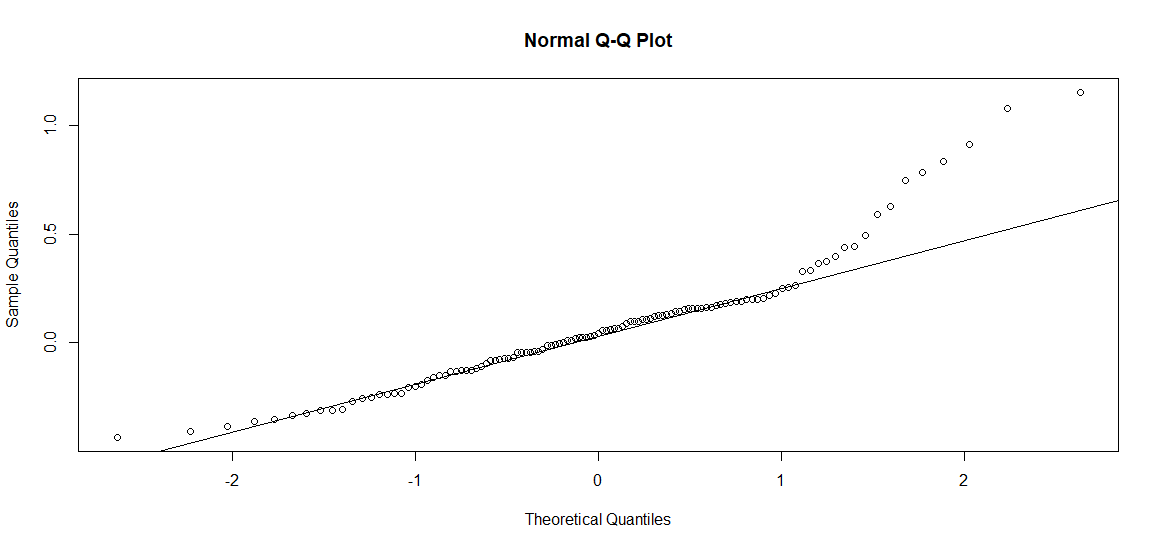 Normal Q-Q Plot
Sample Quantiles
1.0
0.5
0.0
-2 -1 0 1 2
Theoretical Quantiles